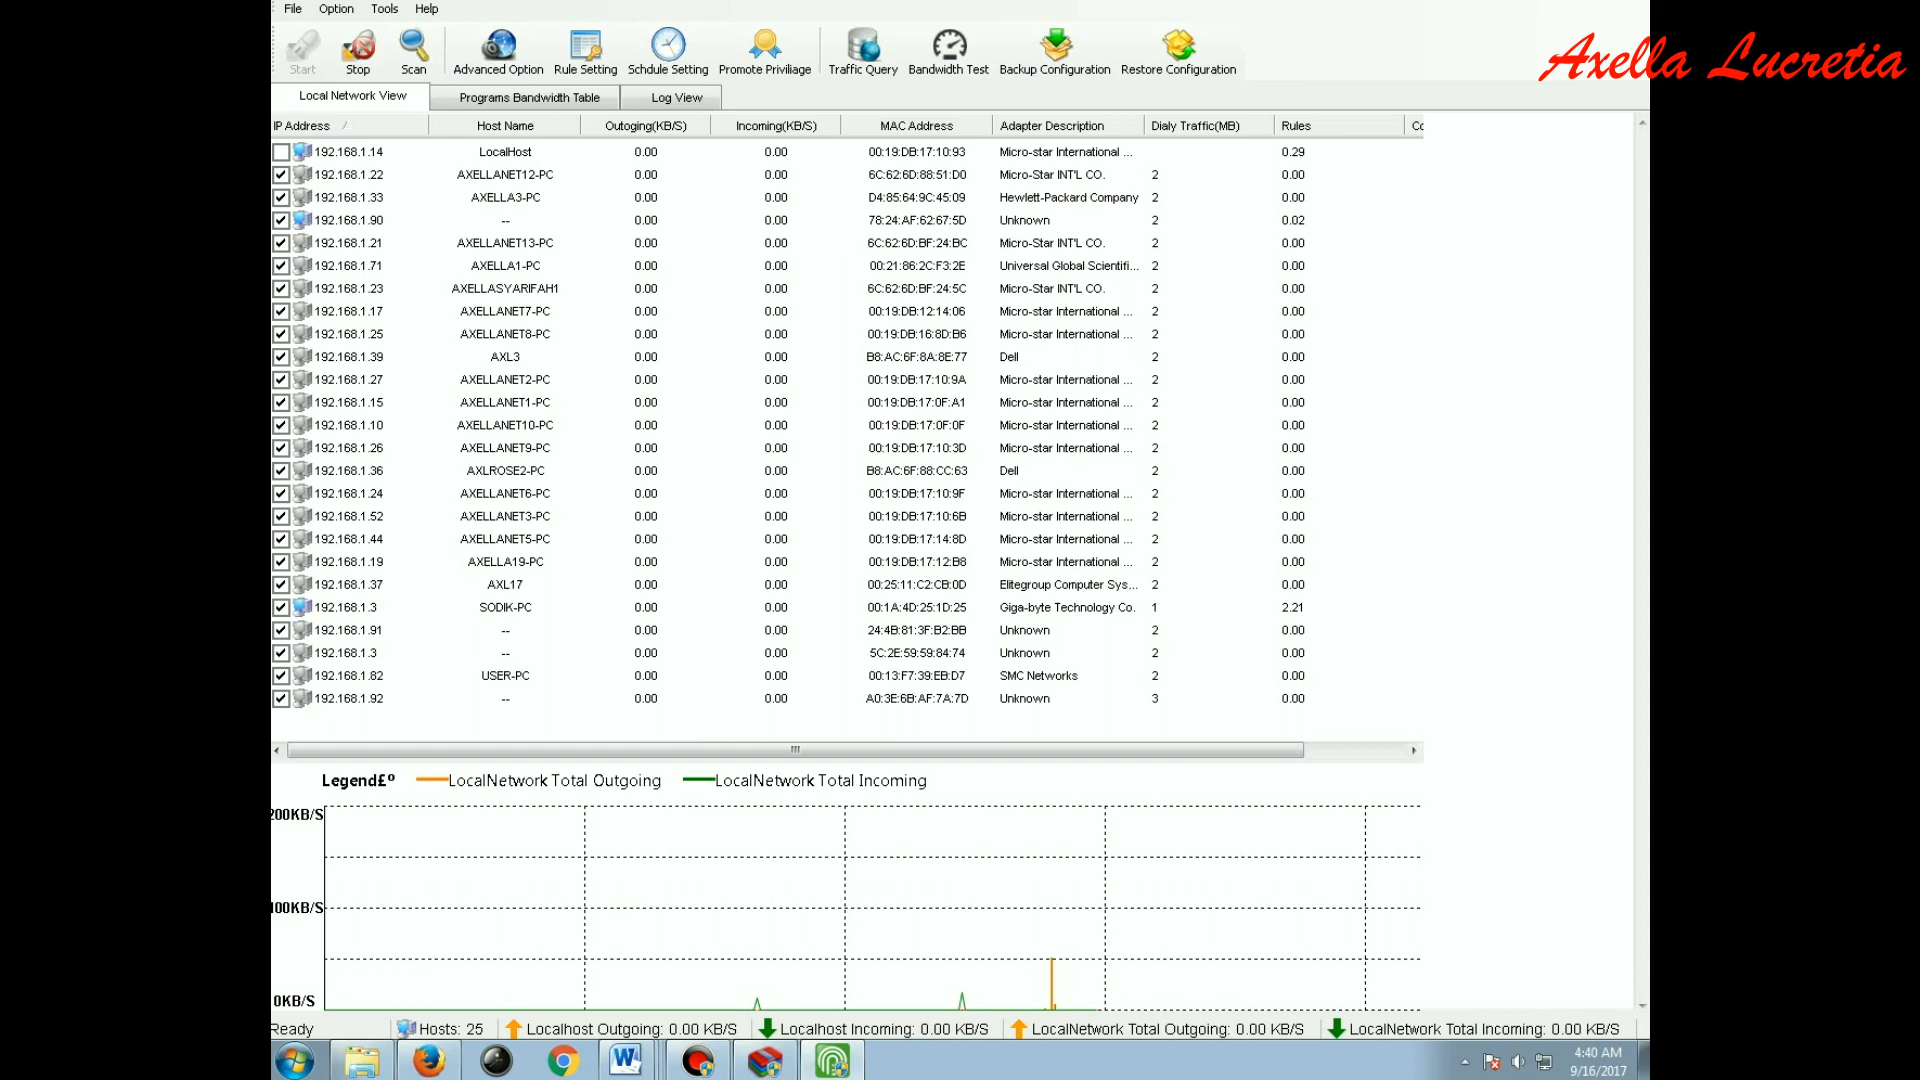 Axella Lucretia
File Option Tools Help
Start Stop Scan Advanced Option Rule Setting Schdule Setting Promote Priviliage Traffic Query Bandwidth Test Backup Configuration Restore Configuration
Local Network View Programs Bandwidth Table Log View
IP Address Host Name Outoging(KB/S) Incoming(KB/S) MAC Address Adapter Description Dialy Traffic(MB) Rules
192.168.1.14 LocalHost 0.00 0.00 00:19:DB:17:10:93 Micro-star International ... 0.29
192.168.1.22 AXELLANET12-PC 0.00 0.00 6C:62:6D:88:51:D0 Micro-Star INT'L CO. 2 0.00
192.168.1.33 AXELLA3-PC 0.00 0.00 D4:85:64:9C:45:09 Hewlett-Packard Company 2 0.00
192.168.1.90 -- 0.00 0.00 78:24:AF:62:67:5D Unknown 2 0.02
192.168.1.21 AXELLANET13-PC 0.00 0.00 6C:62:6D:BF:24:BC Micro-Star INT'L CO. 2 0.00
192.168.1.71 AXELLA1-PC 0.00 0.00 00:21:86:2C:F3:2E Universal Global Scientifi... 2 0.00
192.168.1.23 AXELLASYARIFAH1 0.00 0.00 6C:62:6D:BF:24:5C Micro-Star INT'L CO. 2 0.00
192.168.1.17 AXELLANET7-PC 0.00 0.00 00:19:DB:12:14:06 Micro-star International ... 2 0.00
192.168.1.25 AXELLANET8-PC 0.00 0.00 00:19:DB:16:8D:B6 Micro-star International ... 2 0.00
192.168.1.39 AXL3 0.00 0.00 B8:AC:6F:8A:8E:77 Dell 2 0.00
192.168.1.27 AXELLANET2-PC 0.00 0.00 00:19:DB:17:10:9A Micro-star International ... 2 0.00
192.168.1.15 AXELLANET1-PC 0.00 0.00 00:19:DB:17:0F:A1 Micro-star International ... 2 0.00
192.168.1.10 AXELLANET10-PC 0.00 0.00 00:19:DB:17:0F:0F Micro-star International ... 2 0.00
192.168.1.26 AXELLANET9-PC 0.00 0.00 00:19:DB:17:10:3D Micro-star International ... 2 0.00
192.168.1.36 AXLROSE2-PC 0.00 0.00 B8:AC:6F:88:CC:63 Dell 2 0.00
192.168.1.24 AXELLANET6-PC 0.00 0.00 00:19:DB:17:10:9F Micro-star International ... 2 0.00
192.168.1.52 AXELLANET3-PC 0.00 0.00 00:19:DB:17:10:6B Micro-star International ... 2 0.00
192.168.1.44 AXELLANET5-PC 0.00 0.00 00:19:DB:17:14:8D Micro-star International ... 2 0.00
192.168.1.19 AXELLA19-PC 0.00 0.00 00:19:DB:17:12:B8 Micro-star International ... 2 0.00
192.168.1.37 AXL17 0.00 0.00 00:25:11:C2:CB:0D Elitegroup Computer Sys... 2 0.00
192.168.1.3 SODIK-PC 0.00 0.00 00:1A:4D:25:1D:25 Giga-byte Technology Co. 1 2.21
192.168.1.91 -- 0.00 0.00 24:4B:81:3F:B2:BB Unknown 2 0.00
192.168.1.3 -- 0.00 0.00 5C:2E:59:59:84:74 Unknown 2 0.00
192.168.1.82 USER-PC 0.00 0.00 00:13:F7:39:EB:D7 SMC Networks 2 0.00
192.168.1.92 -- 0.00 0.00 A0:3E:6B:AF:7A:7D Unknown 3 0.00
Legend£º LocalNetwork Total Outgoing LocalNetwork Total Incoming
200KB/S
100KB/S
0KB/S
Ready Hosts: 25 Localhost Outgoing: 0.00 KB/S Localhost Incoming: 0.00 KB/S LocalNetwork Total Outgoing: 0.00 KB/S LocalNetwork Total Incoming: 0.00 KB/S
4:40 AM
9/16/2017